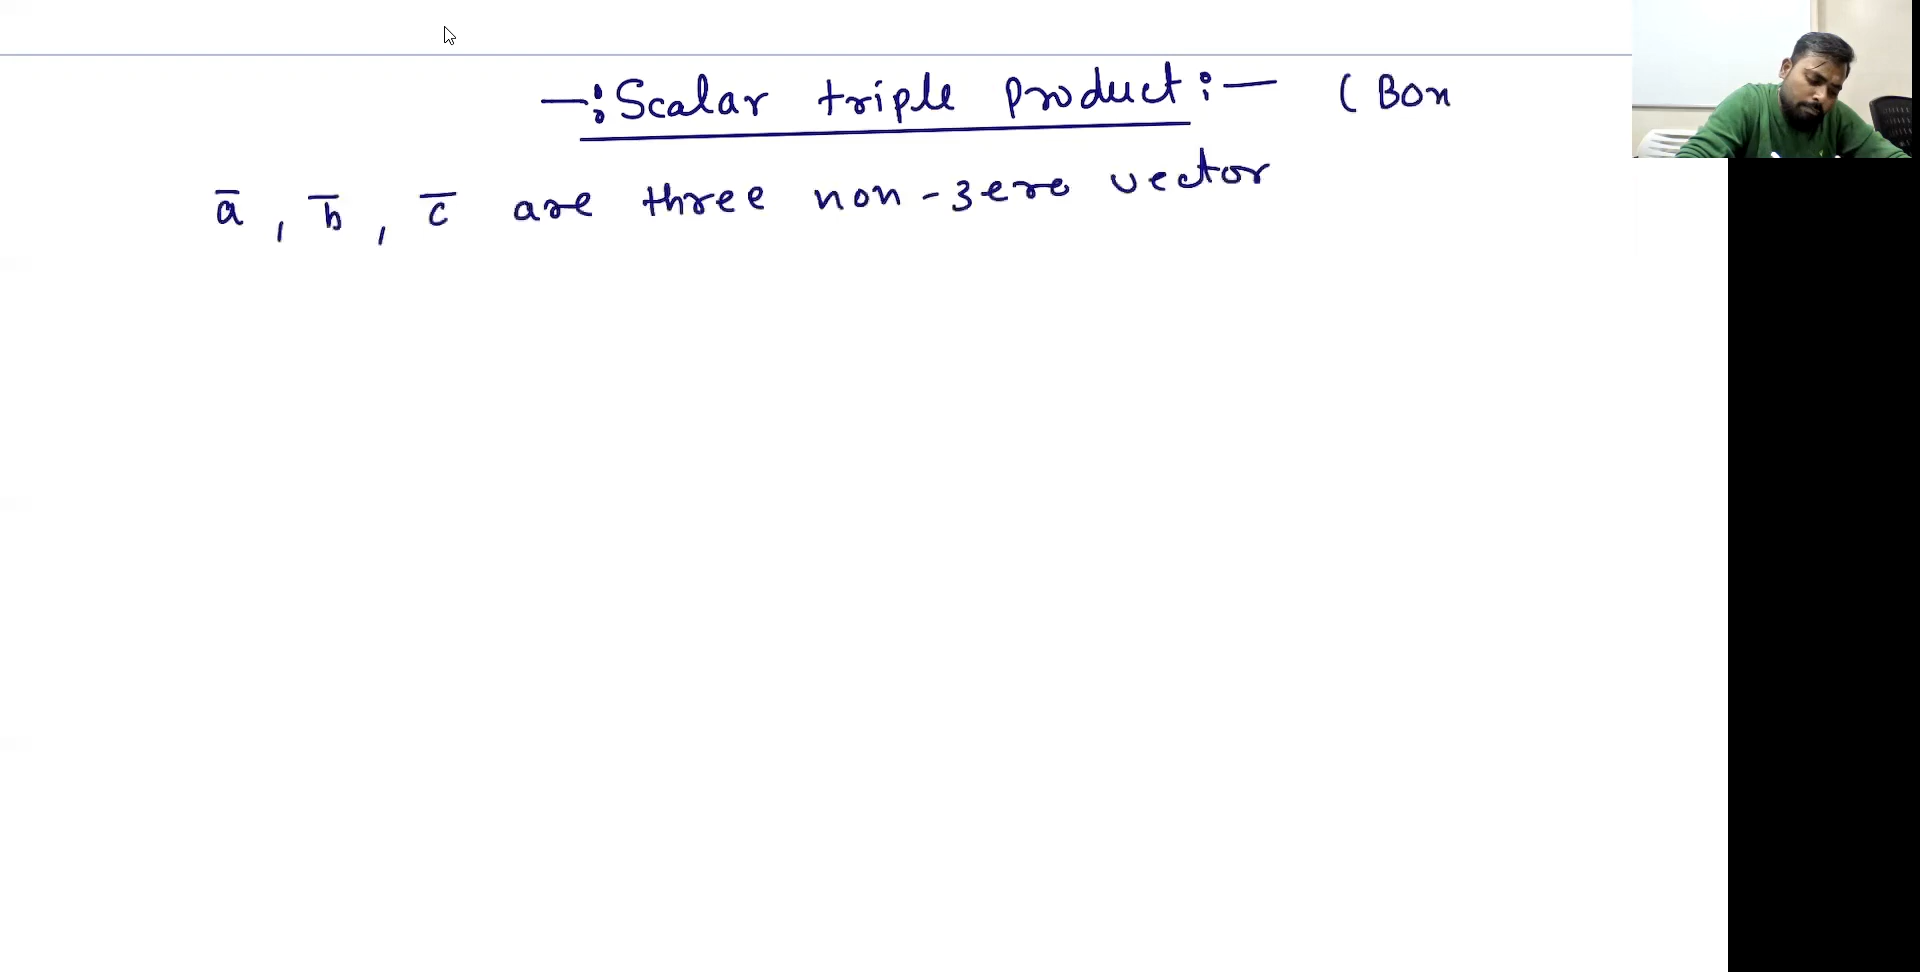 —: Scalar triple product :— (Box
a̅, b̅, c̅ are three non-zero vector